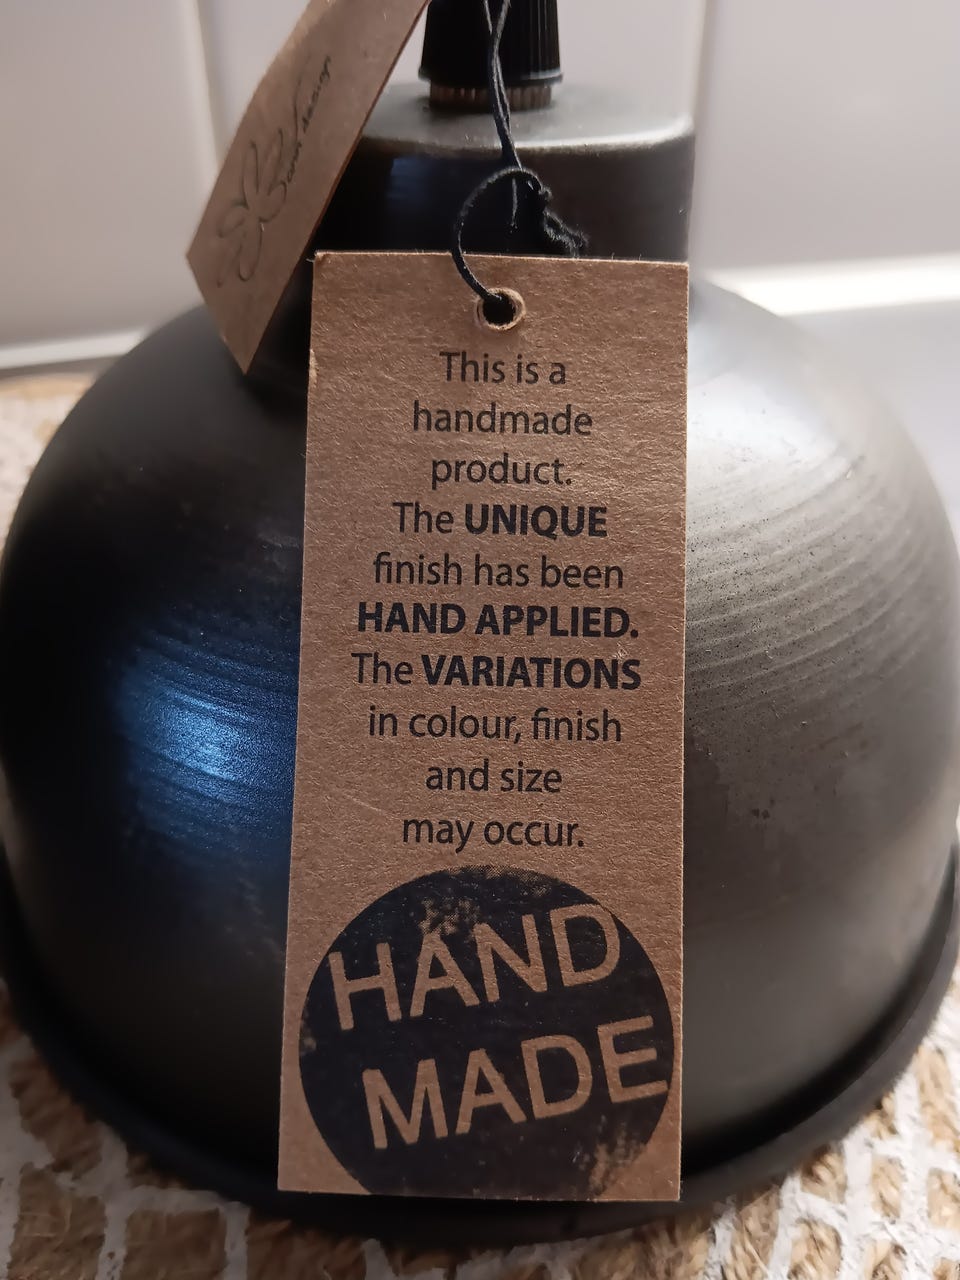 This is a
handmade
product.
The UNIQUE
finish has been
HAND APPLIED.
The VARIATIONS
in colour, finish
and size
may occur.
HAND
MADE
design